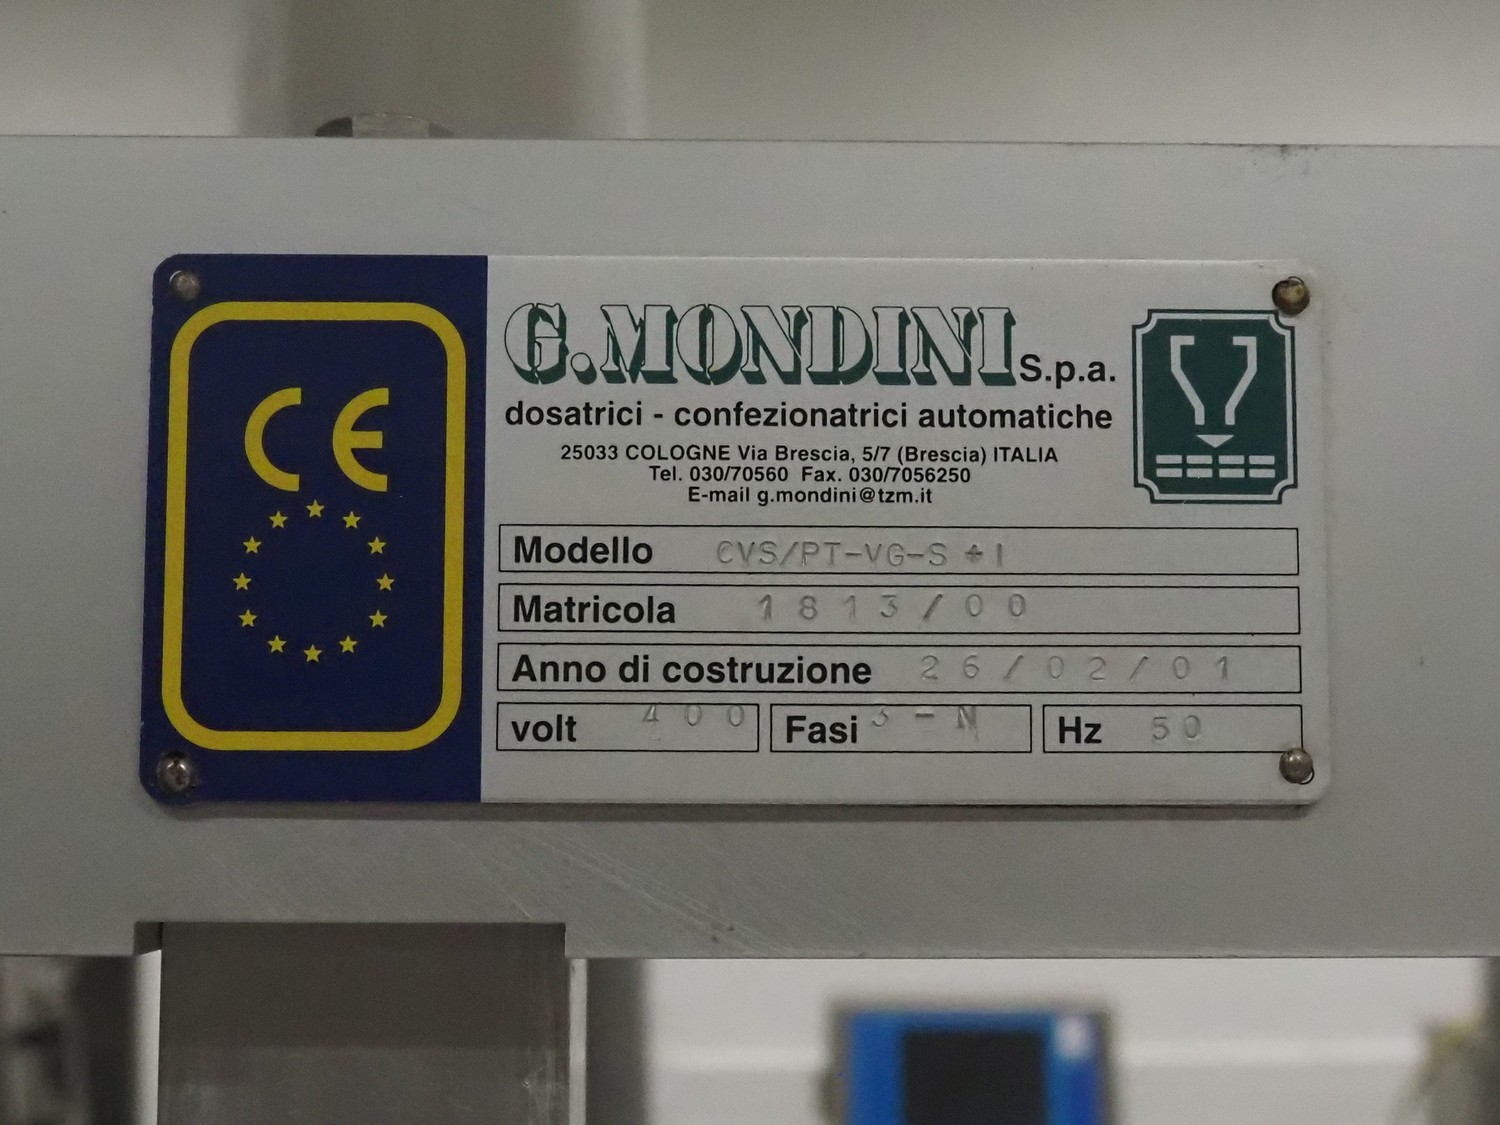 CE
G.MONDINI S.p.a.
dosatrici - confezionatrici automatiche
25033 COLOGNE Via Brescia, 5/7 (Brescia) ITALIA
Tel. 030/70560 Fax. 030/7056250
E-mail g.mondini@tzm.it
Modello CVS/PT-VG-S + I
Matricola 1813/00
Anno di costruzione 26/02/01
volt 400 Fasi 3-N Hz 50